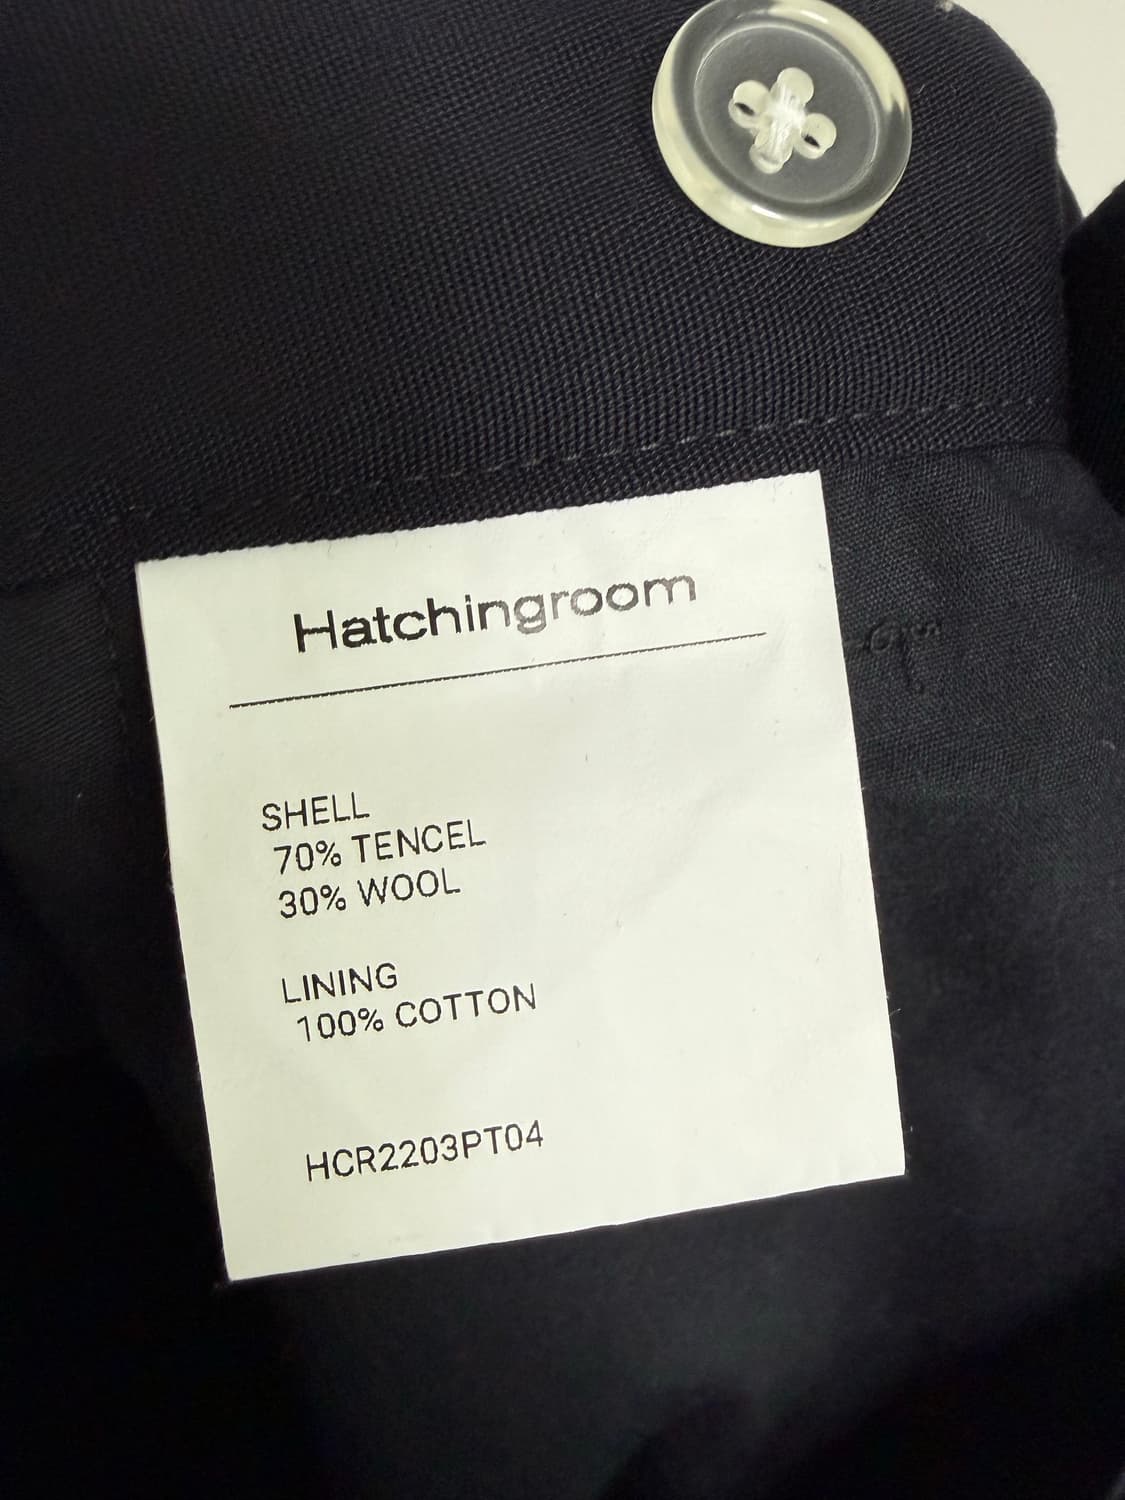 Hatchingroom
SHELL
70% TENCEL
30% WOOL
LINING
100% COTTON
HCR2203PT04